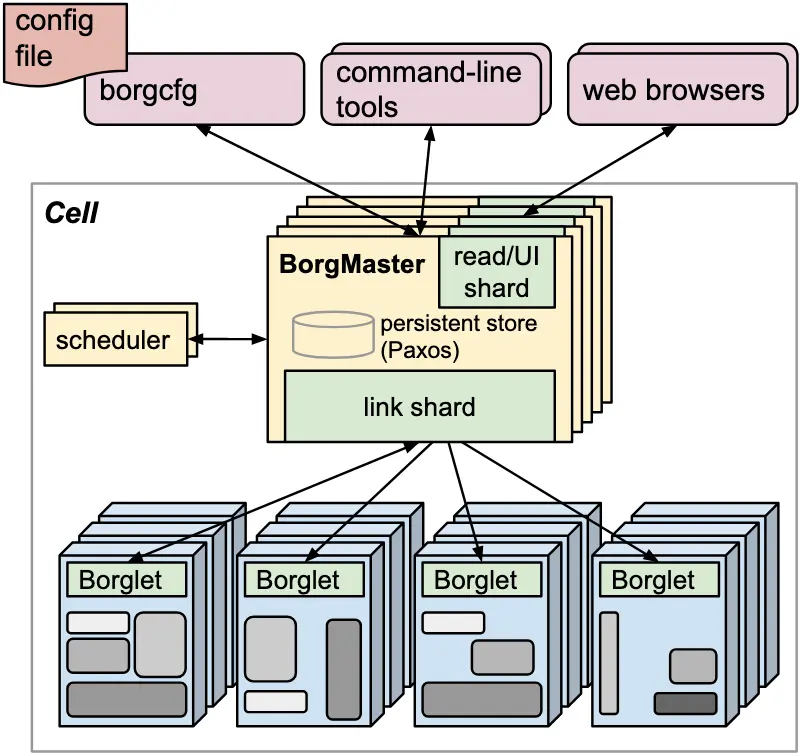 config
file
borgcfg
command-line
tools
web browsers
Cell
BorgMaster
read/UI
shard
scheduler
persistent store
(Paxos)
link shard
Borglet
Borglet
Borglet
Borglet